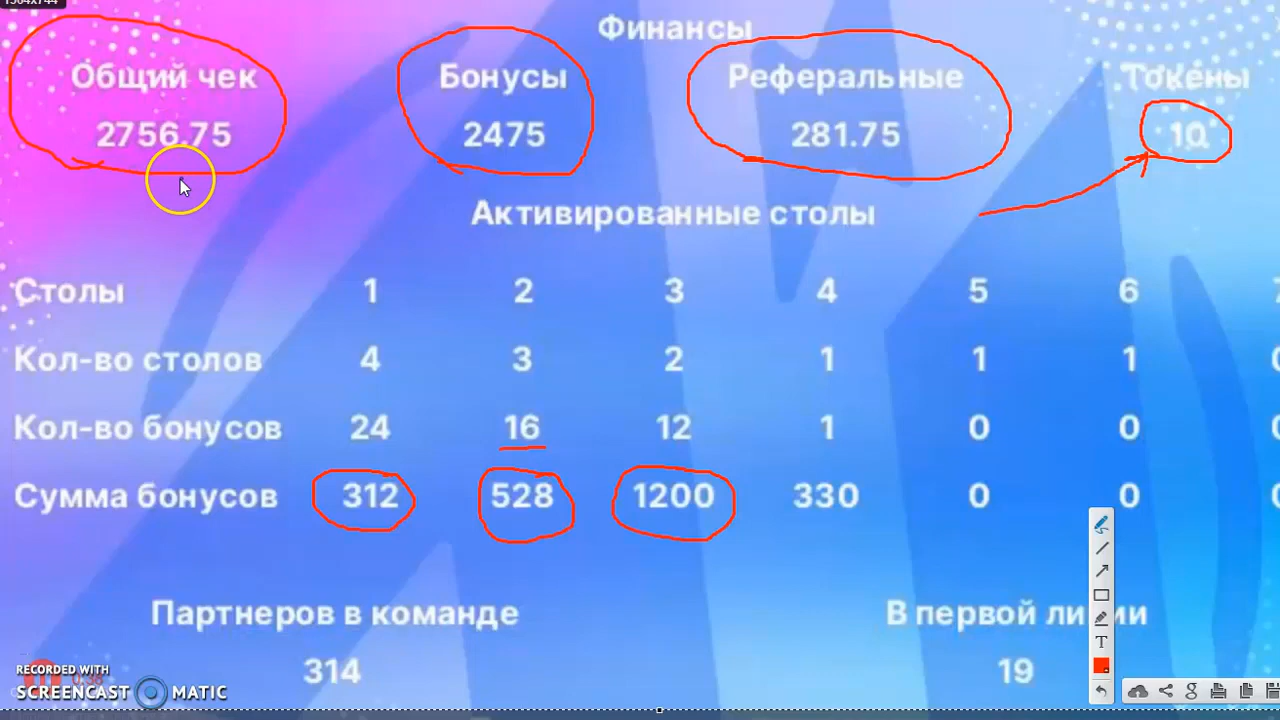 1564x744
Финансы
Общий чек Бонусы Реферальные Токены
2756.75 2475 281.75 10
Активированные столы
Столы 1 2 3 4 5 6
Кол-во столов 4 3 2 1 1 1
Кол-во бонусов 24 16 12 1 0 0
Сумма бонусов 312 528 1200 330 0 0
Партнеров в команде В первой линии
314 19
RECORDED WITH
SCREENCAST MATIC
T
g